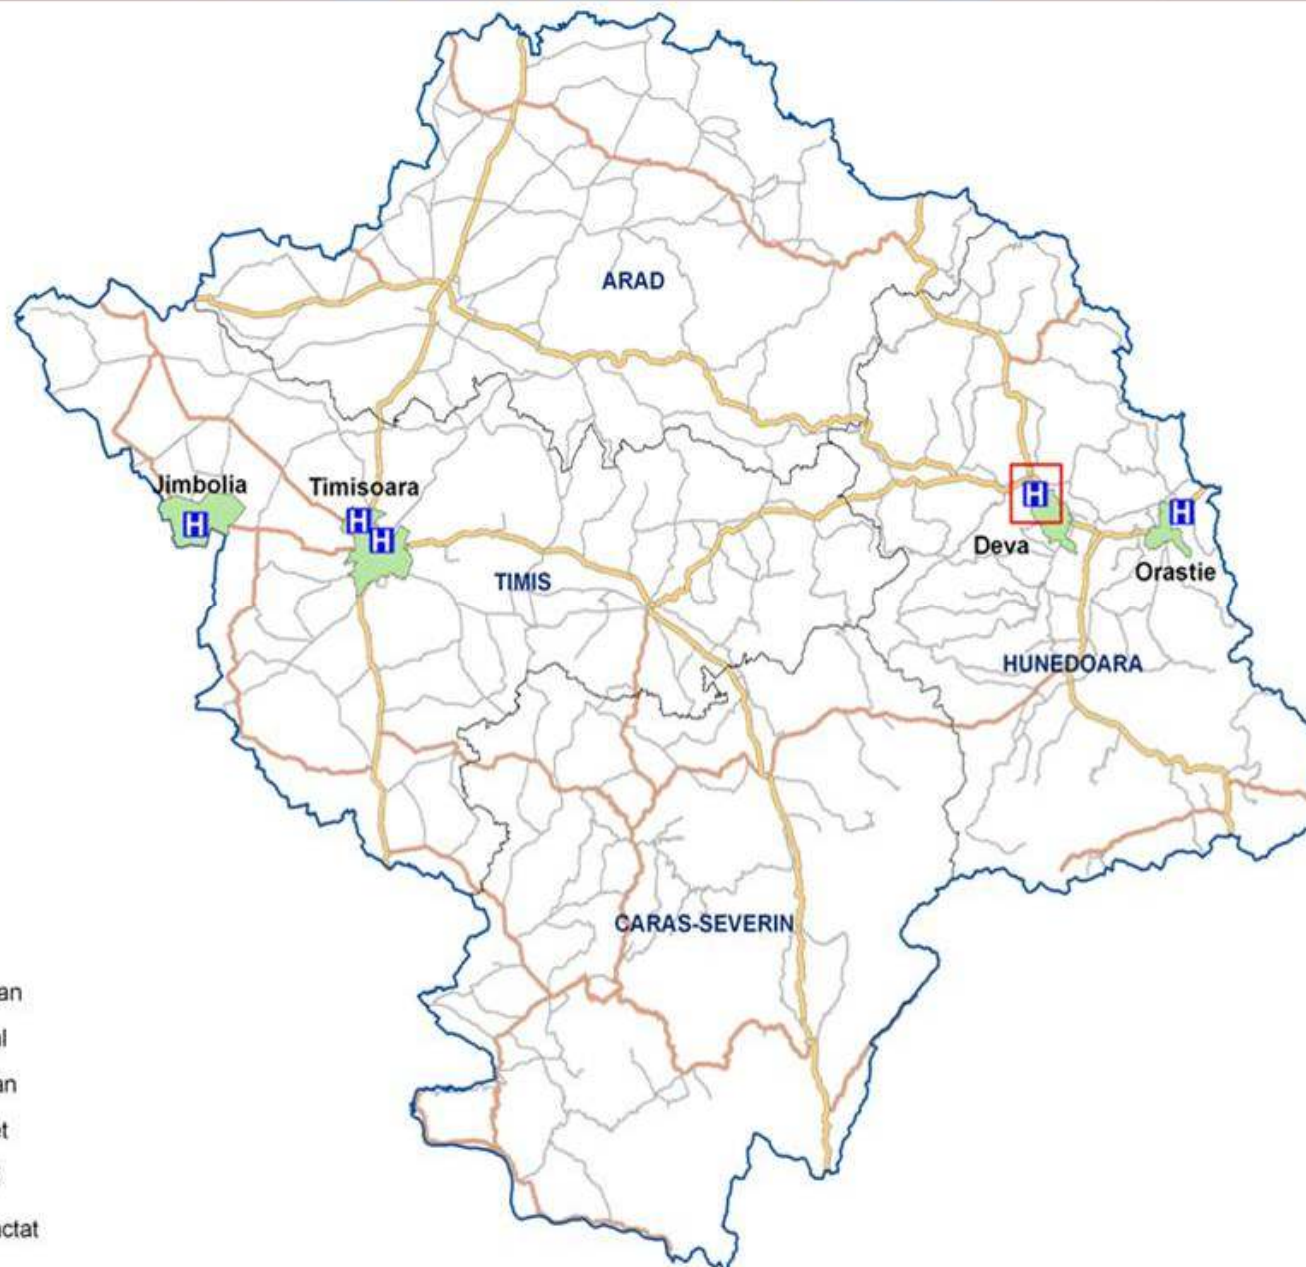 ARAD
Jimbolia
Timisoara
H
H
H
H
H
Deva
Orastie
TIMIS
HUNEDOARA
CARAS-SEVERIN